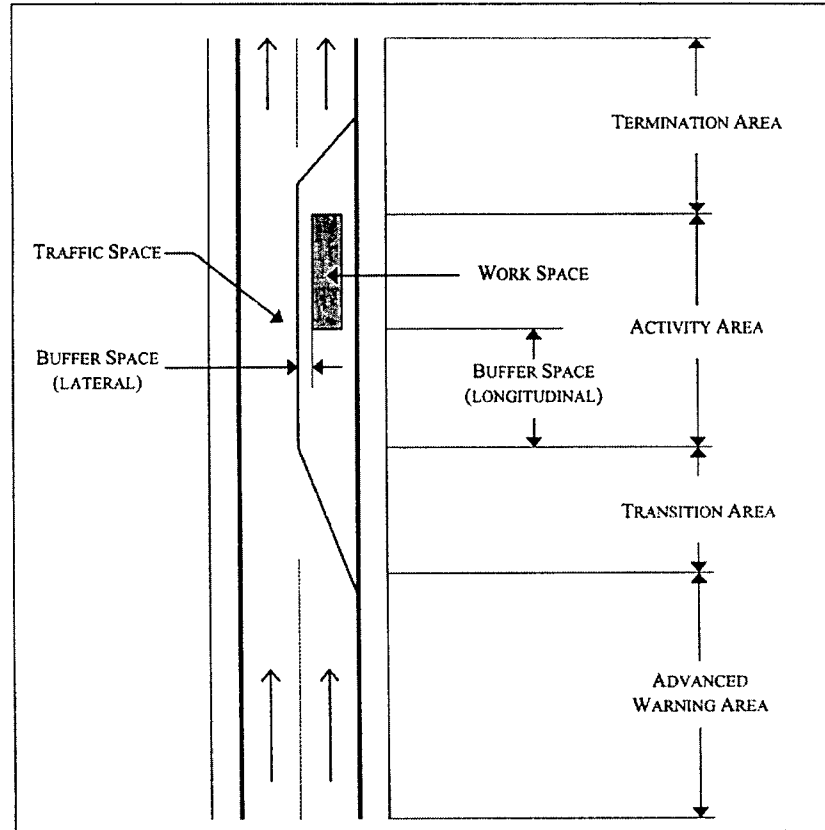 TERMINATION AREA
TRAFFIC SPACE
WORK SPACE
ACTIVITY AREA
BUFFER SPACE
(LATERAL)
BUFFER SPACE
(LONGITUDINAL)
TRANSITION AREA
ADVANCED
WARNING AREA